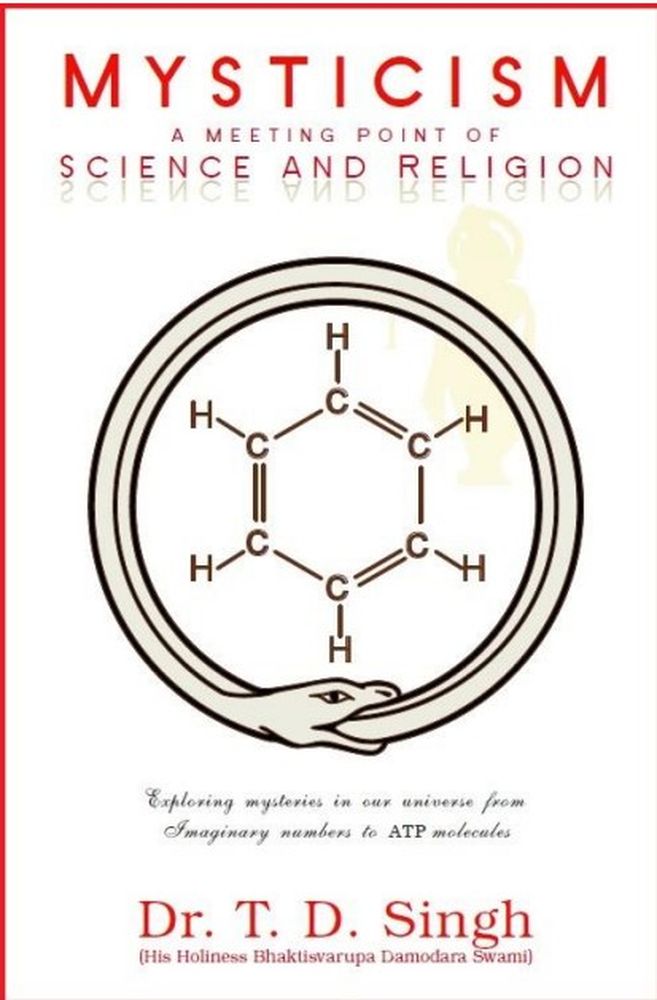 MYSTICISM
A MEETING POINT OF
SCIENCE AND RELIGION
H
H C C H
H C C H
C
H
Exploring mysteries in our universe from
Imaginary numbers to ATP molecules
Dr. T. D. Singh
(His Holiness Bhaktisvarupa Damodara Swami)